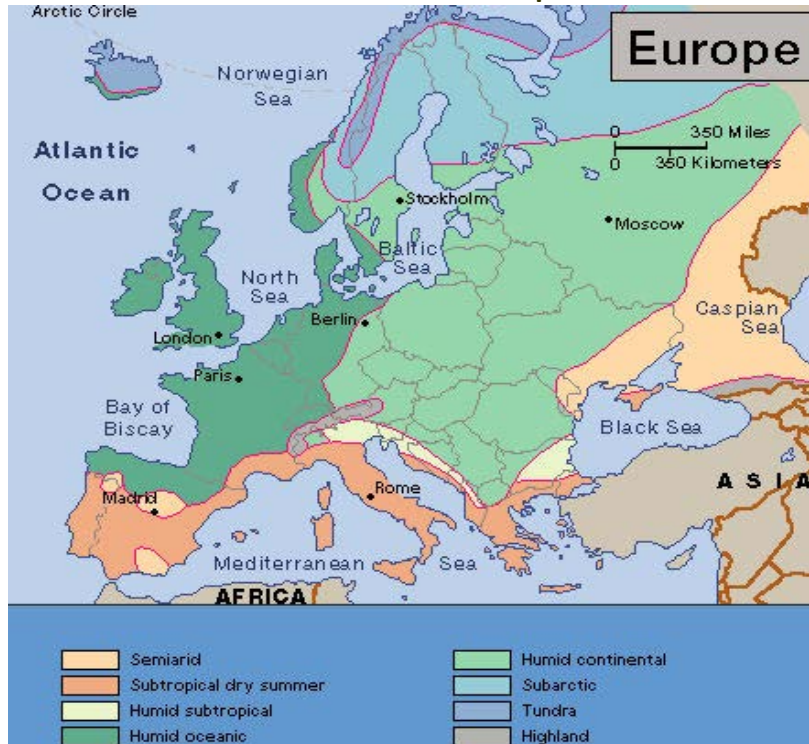 Arctic Circle
Europe
Norwegian
Sea
0 350 Miles
0 350 Kilometers
Atlantic
Ocean
Stockholm
Moscow
Baltic
Sea
North
Sea
Berlin
Caspian
Sea
London
Paris
Bay of
Biscay
Black Sea
ASIA
Madrid
Rome
Mediterranean Sea
AFRICA
Semiarid
Subtropical dry summer
Humid subtropical
Humid oceanic
Humid continental
Subarctic
Tundra
Highland